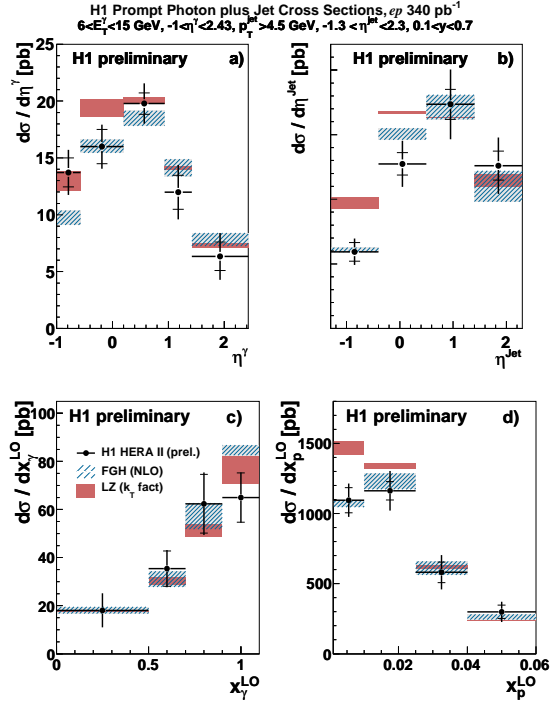 H1 Prompt Photon plus Jet Cross Sections, ep 340 pb⁻¹
6<E_T^γ<15 GeV, -1<η^γ<2.43, p_T^jet>4.5 GeV, -1.3 <η^jet<2.3, 0.1<y<0.7
H1 preliminary a)
dσ / dη^γ [pb]
25
20
15
10
5
0
-1 0 1 2
η^γ
H1 preliminary b)
dσ / dη^Jet [pb]
-1 0 1 2
η^Jet
H1 preliminary
c)
H1 HERA II (prel.)
FGH (NLO)
LZ (k_T fact)
dσ / dx_γ^LO [pb]
100
80
60
40
20
0
0 0.5 1
x_γ^LO
H1 preliminary
d)
dσ / dx_p^LO [pb]
1500
1000
500
0
0.02 0.04 0.06
x_p^LO